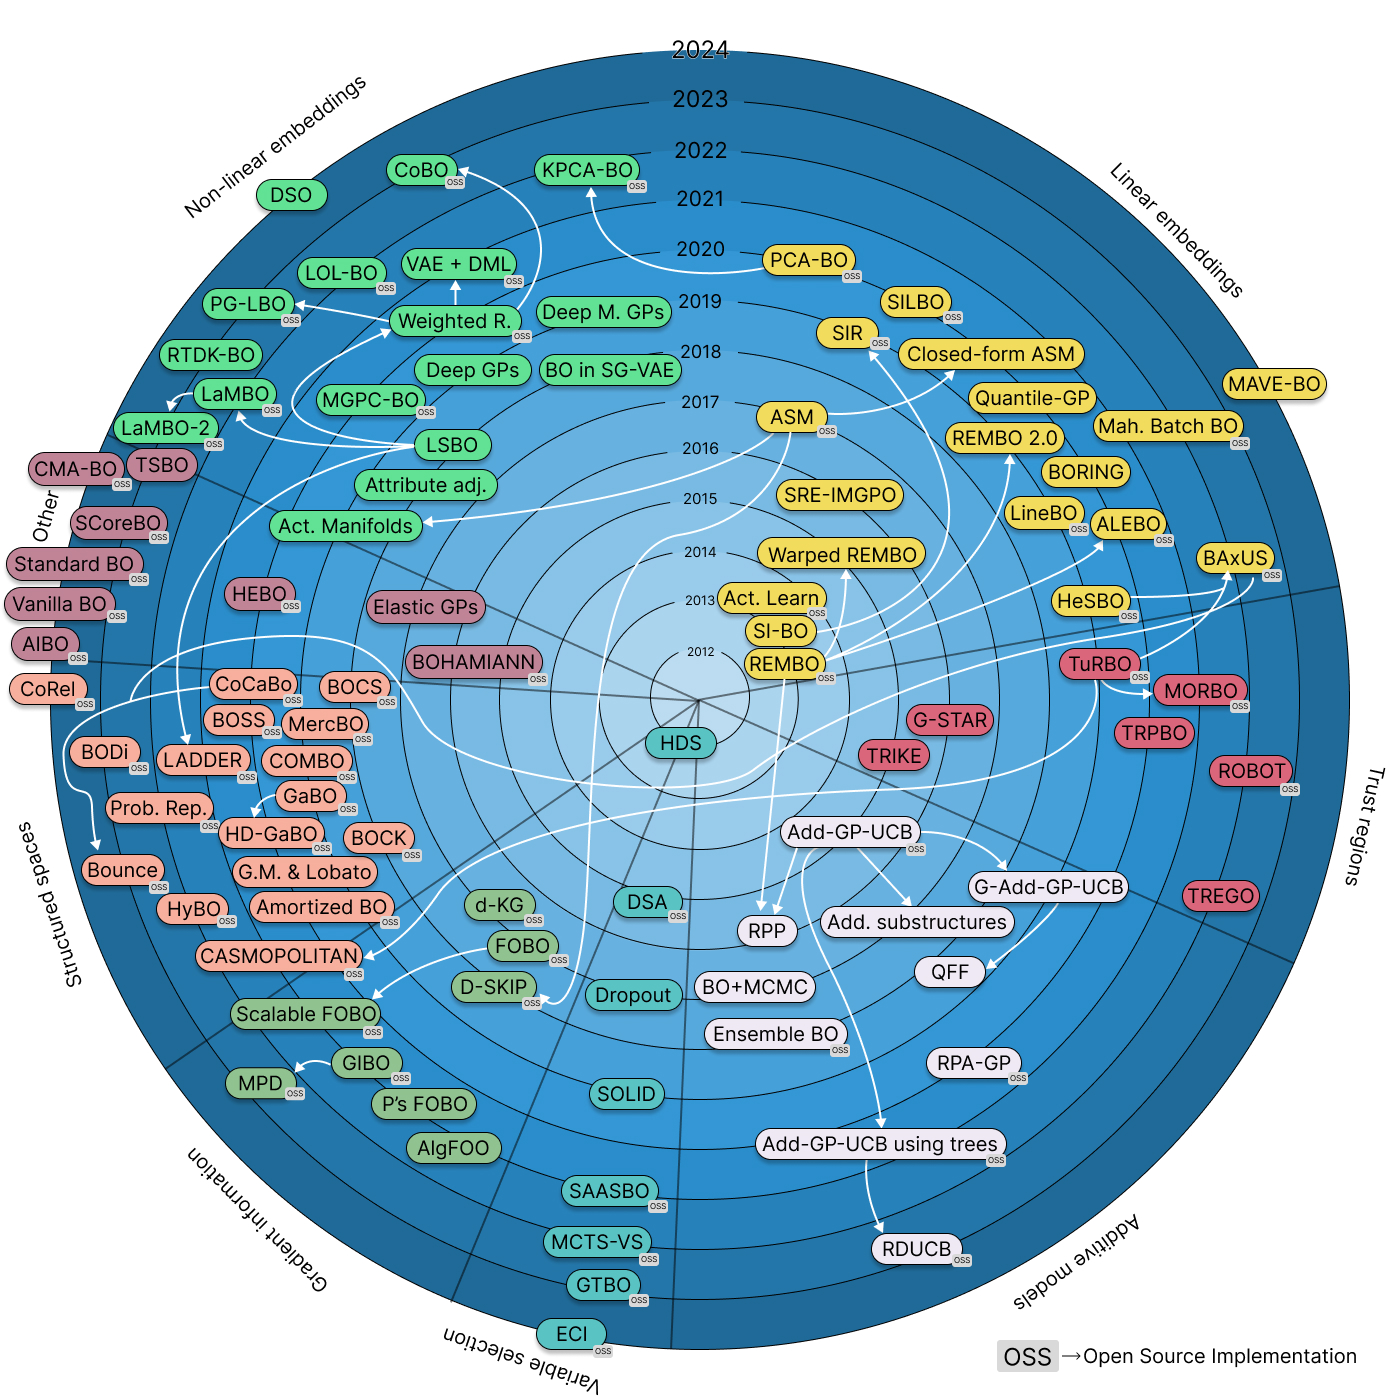 2024
2023
2022
2021
2020
2019
2018
2017
2016
2015
2014
2013
2012
Non-linear embeddings
DSO
CoBO OSS
KPCA-BO OSS
LOL-BO OSS
VAE + DML OSS
PG-LBO OSS
Weighted R. OSS
Deep M. GPs
RTDK-BO
Deep GPs
BO in SG-VAE
LaMBO OSS
MGPC-BO OSS
LaMBO-2 OSS
LSBO
Attribute adj.
Act. Manifolds
Linear embeddings
PCA-BO OSS
SILBO OSS
SIR OSS
Closed-form ASM
MAVE-BO
Quantile-GP
ASM OSS
Mah. Batch BO OSS
REMBO 2.0
BORING
SRE-IMGPO
LineBO OSS
ALEBO OSS
Warped REMBO
BAxUS OSS
Act. Learn OSS
HeSBO OSS
SI-BO
REMBO OSS
Other
CMA-BO OSS
TSBO
SCoreBO OSS
Standard BO OSS
Vanilla BO OSS
HEBO OSS
Elastic GPs
AIBO OSS
BOHAMIANN OSS
Structured spaces
CoRel OSS
CoCaBo OSS
BOCS OSS
BOSS OSS
MercBO OSS
BODi OSS
LADDER OSS
COMBO OSS
GaBO OSS
Prob. Rep. OSS
HD-GaBO OSS
BOCK OSS
Bounce OSS
G.M. & Lobato
HyBO OSS
Amortized BO OSS
CASMOPOLITAN OSS
Trust regions
TuRBO OSS
MORBO OSS
G-STAR
TRPBO
TRIKE
ROBOT OSS
TREGO
Gradient information
d-KG OSS
FOBO OSS
D-SKIP OSS
Scalable FOBO OSS
GIBO OSS
MPD OSS
P's FOBO
AlgFOO
Variable selection
HDS
DSA OSS
Dropout
SOLID
SAASBO OSS
MCTS-VS OSS
GTBO OSS
ECI OSS
Additive models
Add-GP-UCB OSS
G-Add-GP-UCB
RPP
Add. substructures
QFF
BO+MCMC
Ensemble BO OSS
RPA-GP OSS
Add-GP-UCB using trees OSS
RDUCB OSS
OSS →Open Source Implementation